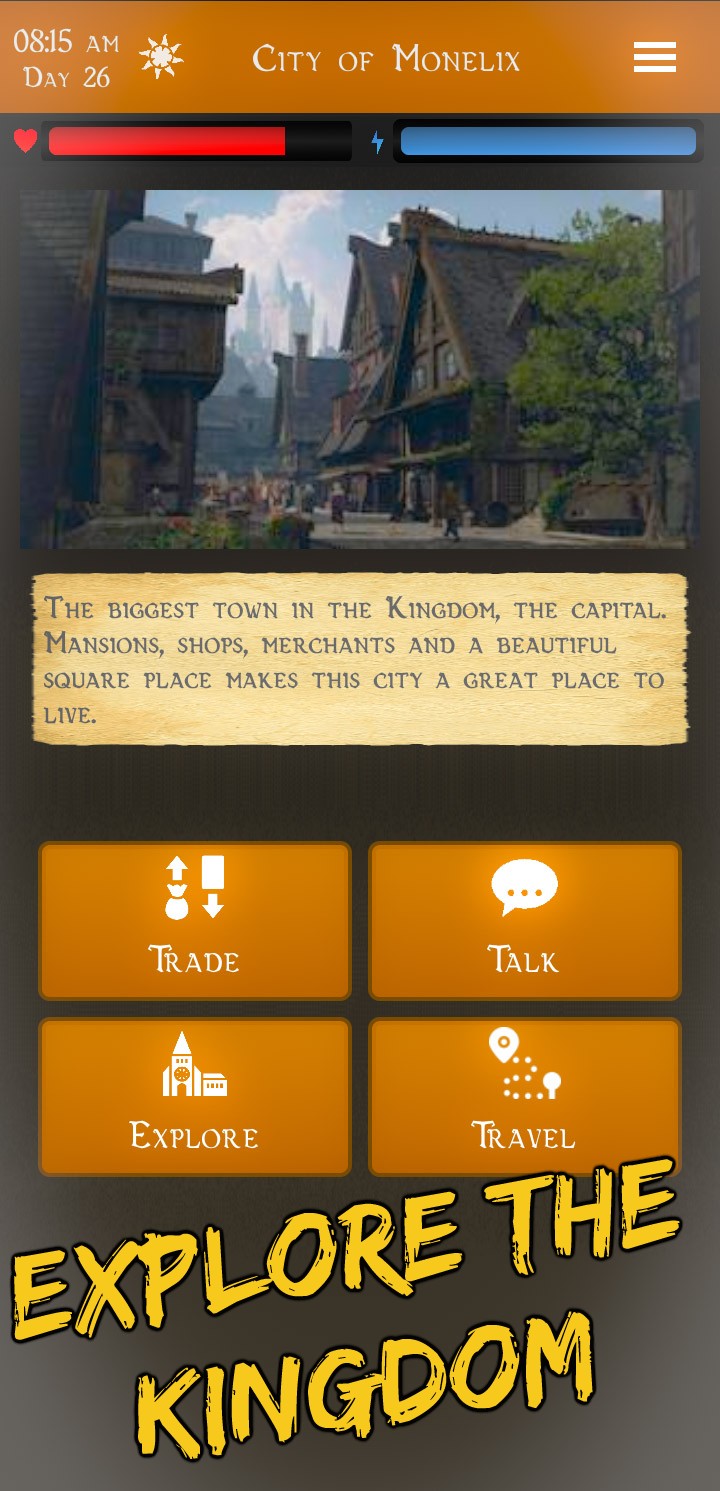 08:15 AM
Day 26
City of Monelix
The biggest town in the Kingdom, the capital.
Mansions, shops, merchants and a beautiful
square place makes this city a great place to
live.
Trade
Talk
Explore
Travel
EXPLORE THE
KINGDOM